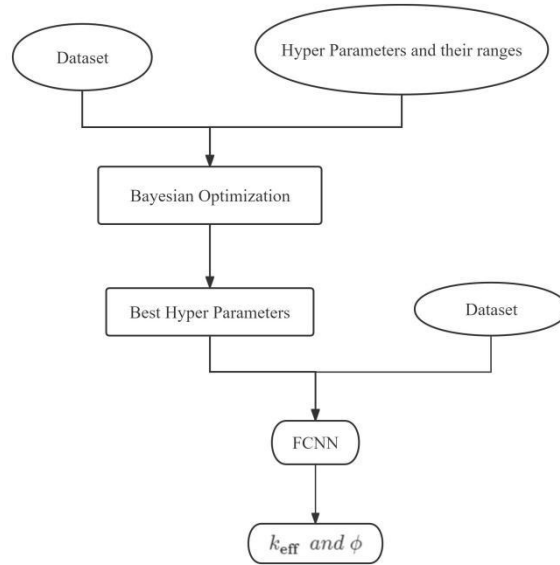 Dataset
Hyper Parameters and their ranges
Bayesian Optimization
Best Hyper Parameters
Dataset
FCNN
k_eff and ϕ